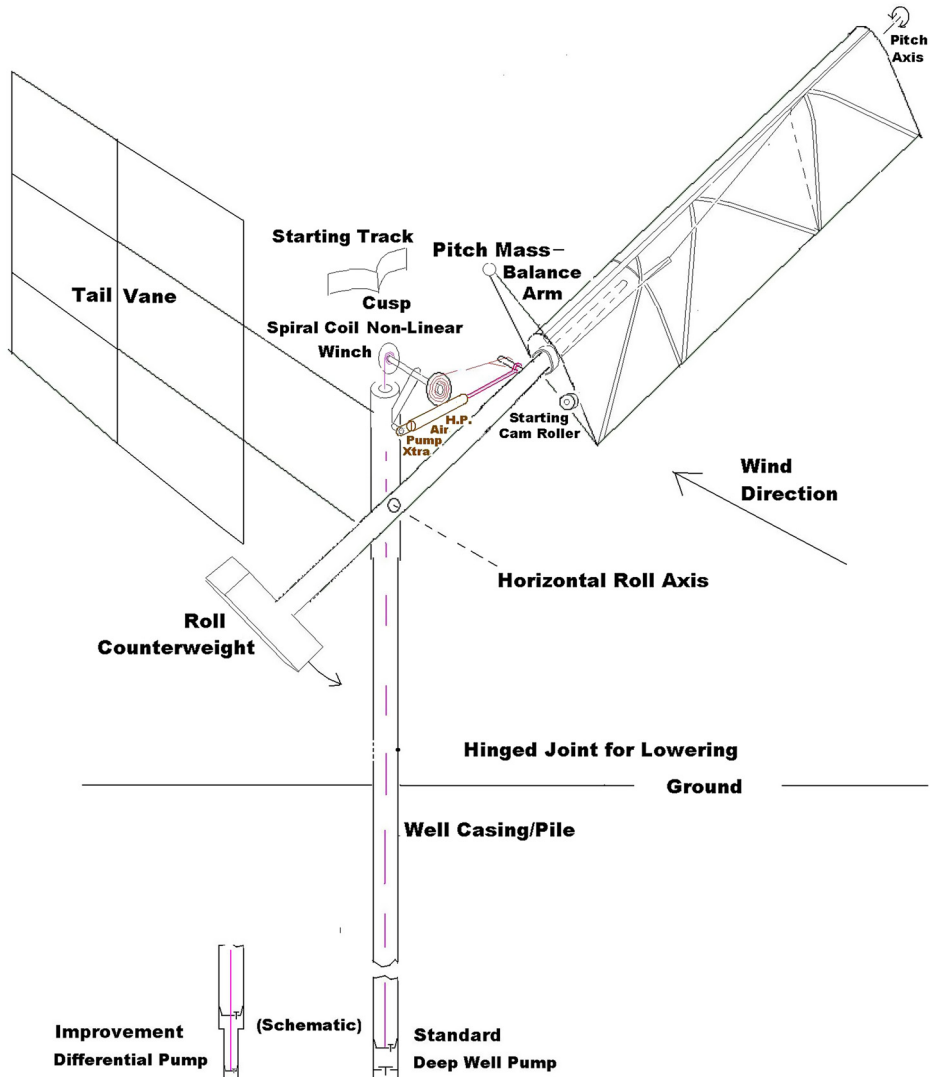 Pitch
Axis
Starting Track
Pitch Mass-
Balance
Arm
Tail Vane
Cusp
Spiral Coil Non-Linear
Winch
H.P.
Air
Pump
Xtra
Starting
Cam Roller
Wind
Direction
Horizontal Roll Axis
Roll
Counterweight
Hinged Joint for Lowering
Ground
Well Casing/Pile
Improvement
Differential Pump
(Schematic)
Standard
Deep Well Pump